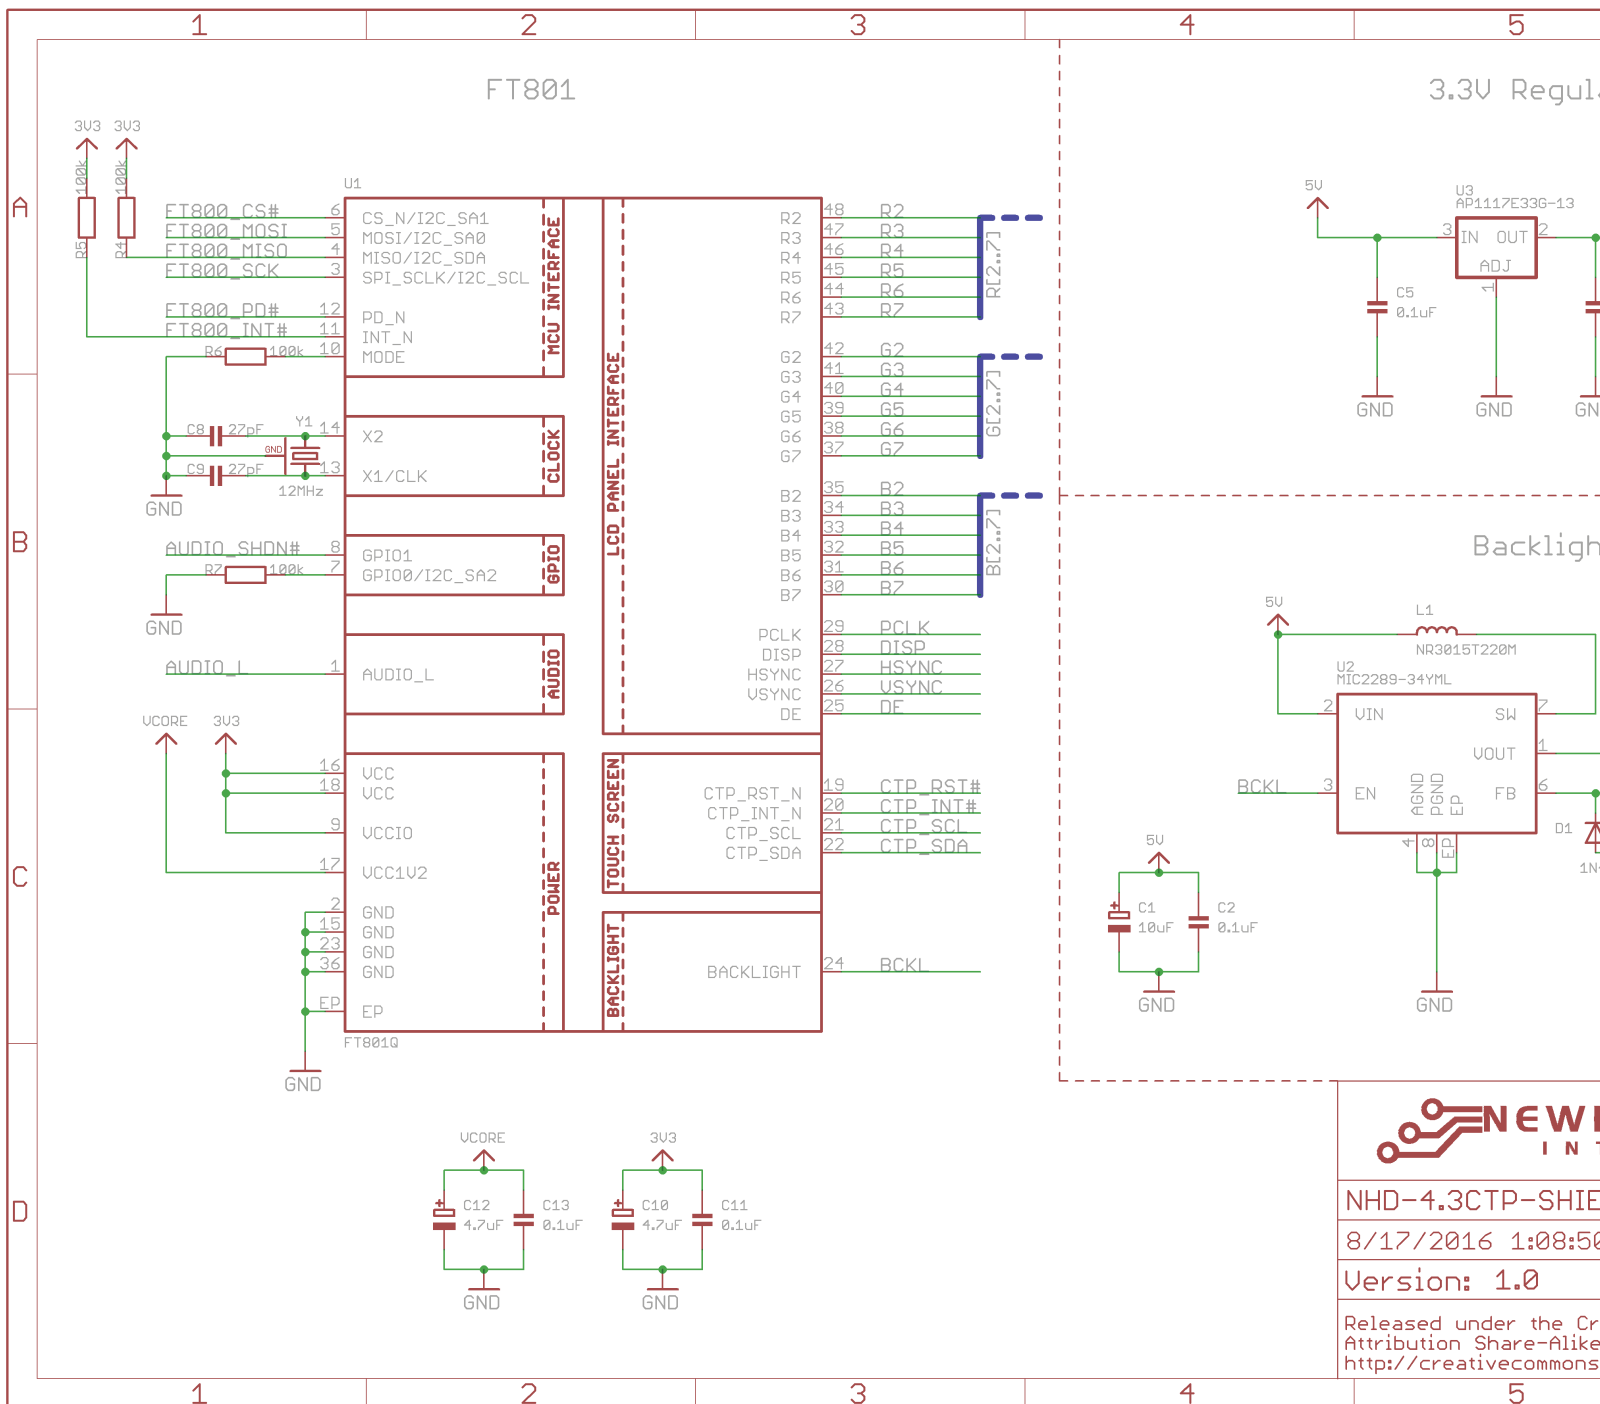 1 2 3 4 5
FT801
3.3V Regul
3V3 3V3
100k 100k
R5 R4
A
U1
FT800_CS# 6 CS_N/I2C_SA1
FT800_MOSI 5 MOSI/I2C_SA0
FT800_MISO 4 MISO/I2C_SDA
FT800_SCK 3 SPI_SCLK/I2C_SCL
FT800_PD# 12 PD_N
FT800_INT# 11 INT_N
R6 100k 10 MODE
MCU INTERFACE
C8 27pF Y1 14 X2
GND
C9 27pF 13 X1/CLK
12MHz
GND
CLOCK
B
AUDIO_SHDN# 8 GPIO1
R7 100k 7 GPIO0/I2C_SA2
GND
GPIO
AUDIO_L 1 AUDIO_L
AUDIO
VCORE 3V3
16 VCC
18 VCC
9 VCCIO
17 VCC1V2
C
2 GND
15 GND
23 GND
36 GND
EP EP
POWER
FT801Q
GND
LCD PANEL INTERFACE
R2 48 R2
R3 47 R3
R4 46 R4
R5 45 R5
R6 44 R6
R7 43 R7
R[2..7]
G2 42 G2
G3 41 G3
G4 40 G4
G5 39 G5
G6 38 G6
G7 37 G7
G[2..7]
B2 35 B2
B3 34 B3
B4 33 B4
B5 32 B5
B6 31 B6
B7 30 B7
B[2..7]
PCLK 29 PCLK
DISP 28 DISP
HSYNC 27 HSYNC
VSYNC 26 VSYNC
DE 25 DE
TOUCH SCREEN
CTP_RST_N 19 CTP_RST#
CTP_INT_N 20 CTP_INT#
CTP_SCL 21 CTP_SCL
CTP_SDA 22 CTP_SDA
BACKLIGHT
BACKLIGHT 24 BCKL
5V
U3
AP1117E33G-13
3 IN OUT 2
ADJ
1
C5
0.1uF
GND GND GN
Backligh
5V
L1
NR3015T220M
U2
MIC2289-34YML
2 VIN SW 7
VOUT 1
BCKL 3 EN FB 6
AGND PGND EP
4 8 EP
D1
1N
GND
5V
C1
10uF
C2
0.1uF
GND
D
VCORE
C12
4.7uF
C13
0.1uF
GND
3V3
C10
4.7uF
C11
0.1uF
GND
NEW
I N
NHD-4.3CTP-SHIE
8/17/2016 1:08:50
Version: 1.0
Released under the Cr
Attribution Share-Alike
http://creativecommons
1 2 3 4 5